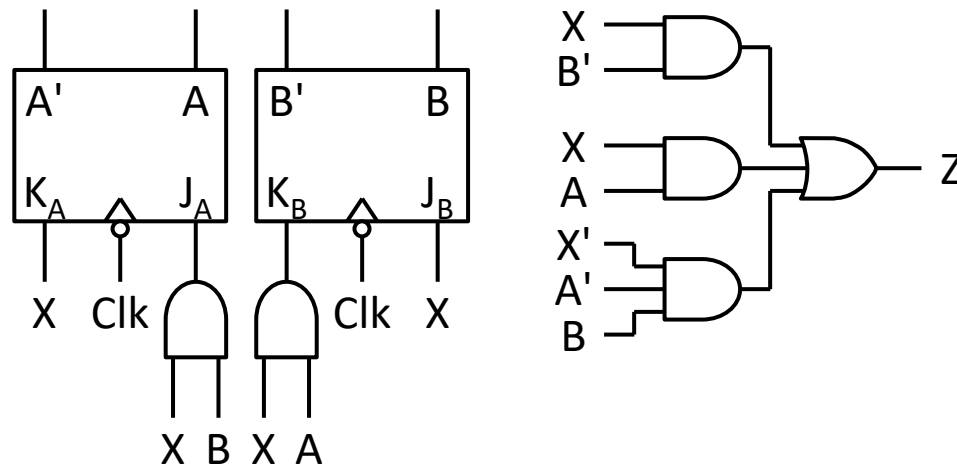 A' A B' B
K_A J_A K_B J_B
X Clk Clk X
X B X A
X
B'
X
A
X'
A'
B
Z